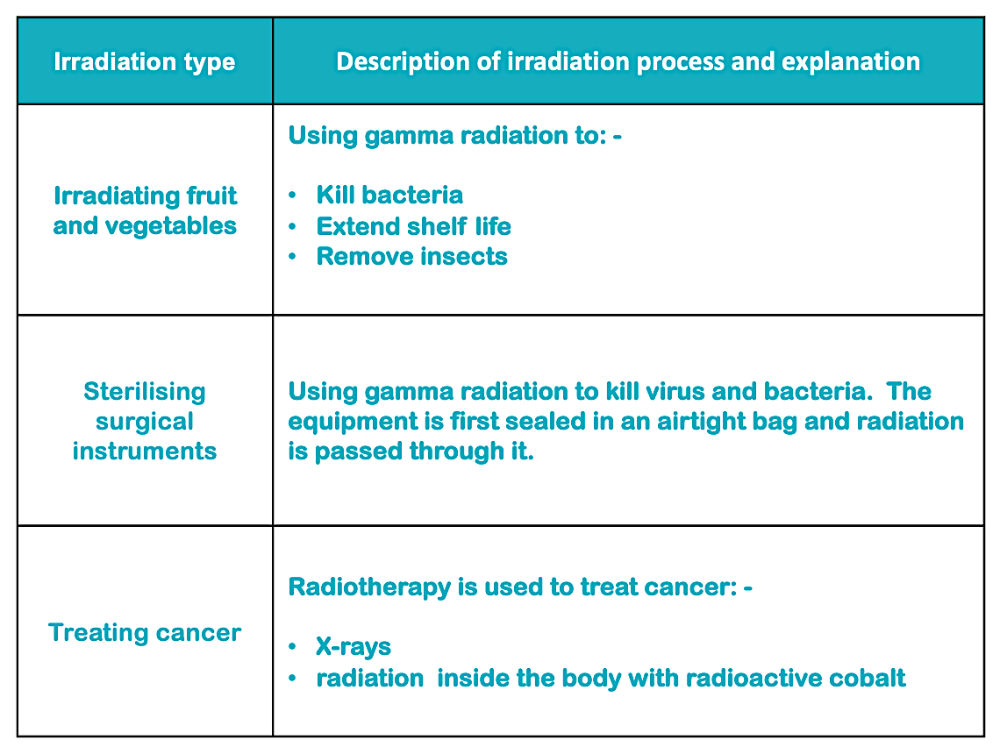 Irradiation type
Description of irradiation process and explanation
Irradiating fruit
and vegetables
Using gamma radiation to: -
• Kill bacteria
• Extend shelf life
• Remove insects
Sterilising
surgical
instruments
Using gamma radiation to kill virus and bacteria.  The
equipment is first sealed in an airtight bag and radiation
is passed through it.
Treating cancer
Radiotherapy is used to treat cancer: -
• X-rays
• radiation  inside the body with radioactive cobalt